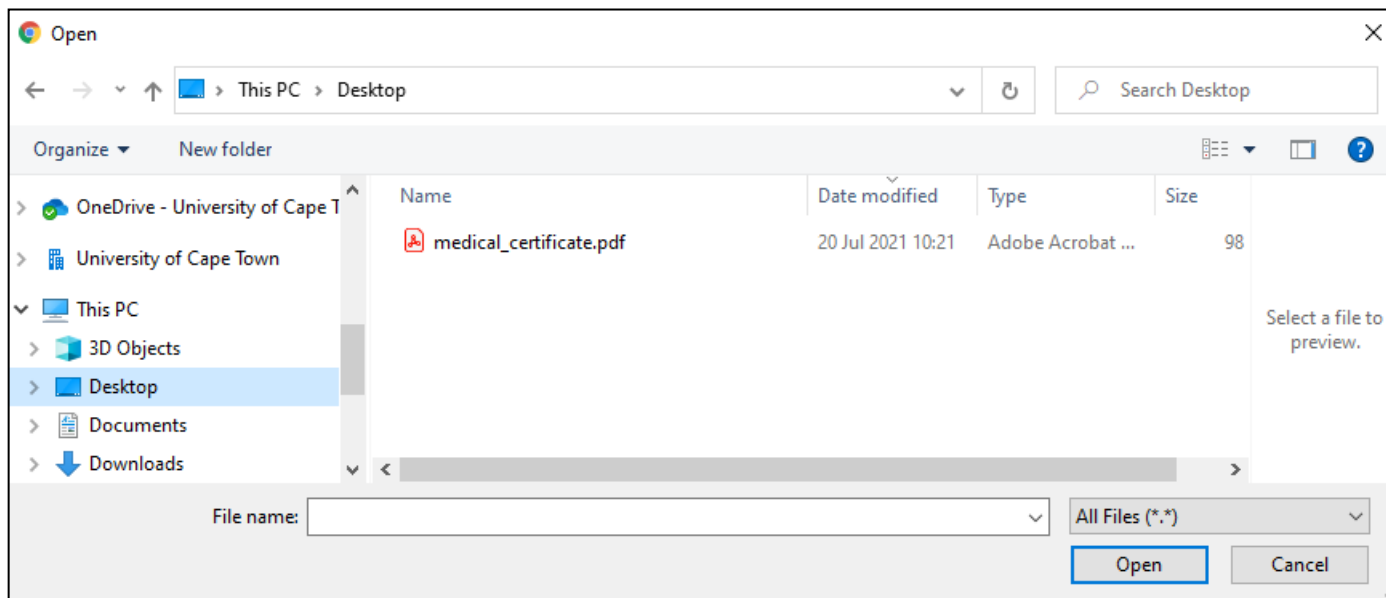 Open
This PC > Desktop
Search Desktop
Organize
New folder
Name
Date modified
Type
Size
OneDrive - University of Cape T
University of Cape Town
This PC
3D Objects
Desktop
Documents
Downloads
medical_certificate.pdf
20 Jul 2021 10:21
Adobe Acrobat ...
98
Select a file to
preview.
File name:
All Files (*.*)
Open
Cancel